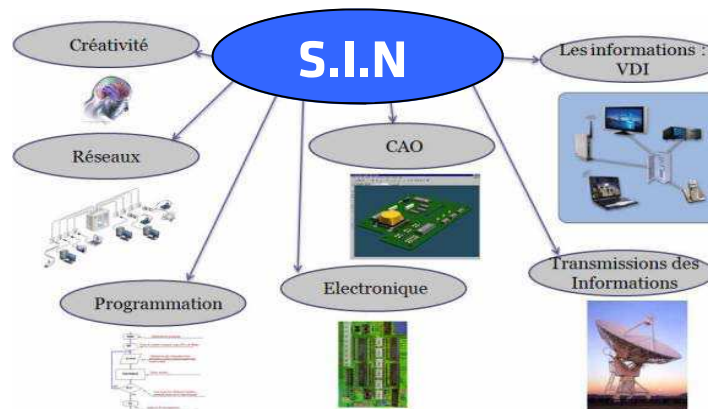 S.I.N
Créativité
Les informations :
VDI
Réseaux
CAO
Programmation
Electronique
Transmissions des
Informations